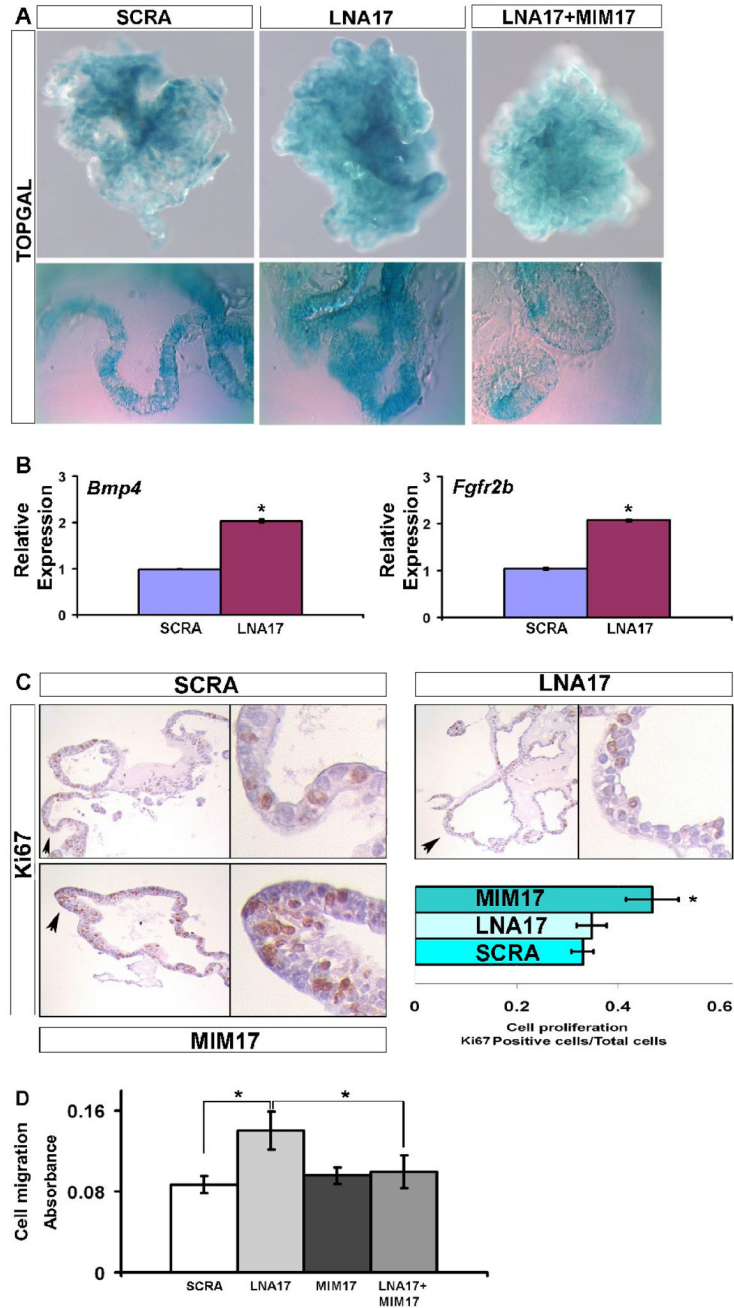 A
SCRA
LNA17
LNA17+MIM17
TOPGAL
B
Bmp4
Relative
Expression
3
2
1
0
*
SCRA
LNA17
Fgfr2b
Relative
Expression
3
2
1
0
*
SCRA
LNA17
C
SCRA
LNA17
Ki67
MIM17
MIM17
LNA17
SCRA
*
0
0.2
0.4
0.6
Cell proliferation
Ki67 Positive cells/Total cells
D
Cell migration
Absorbance
0.16
0.08
0
*
*
SCRA
LNA17
MIM17
LNA17+
MIM17